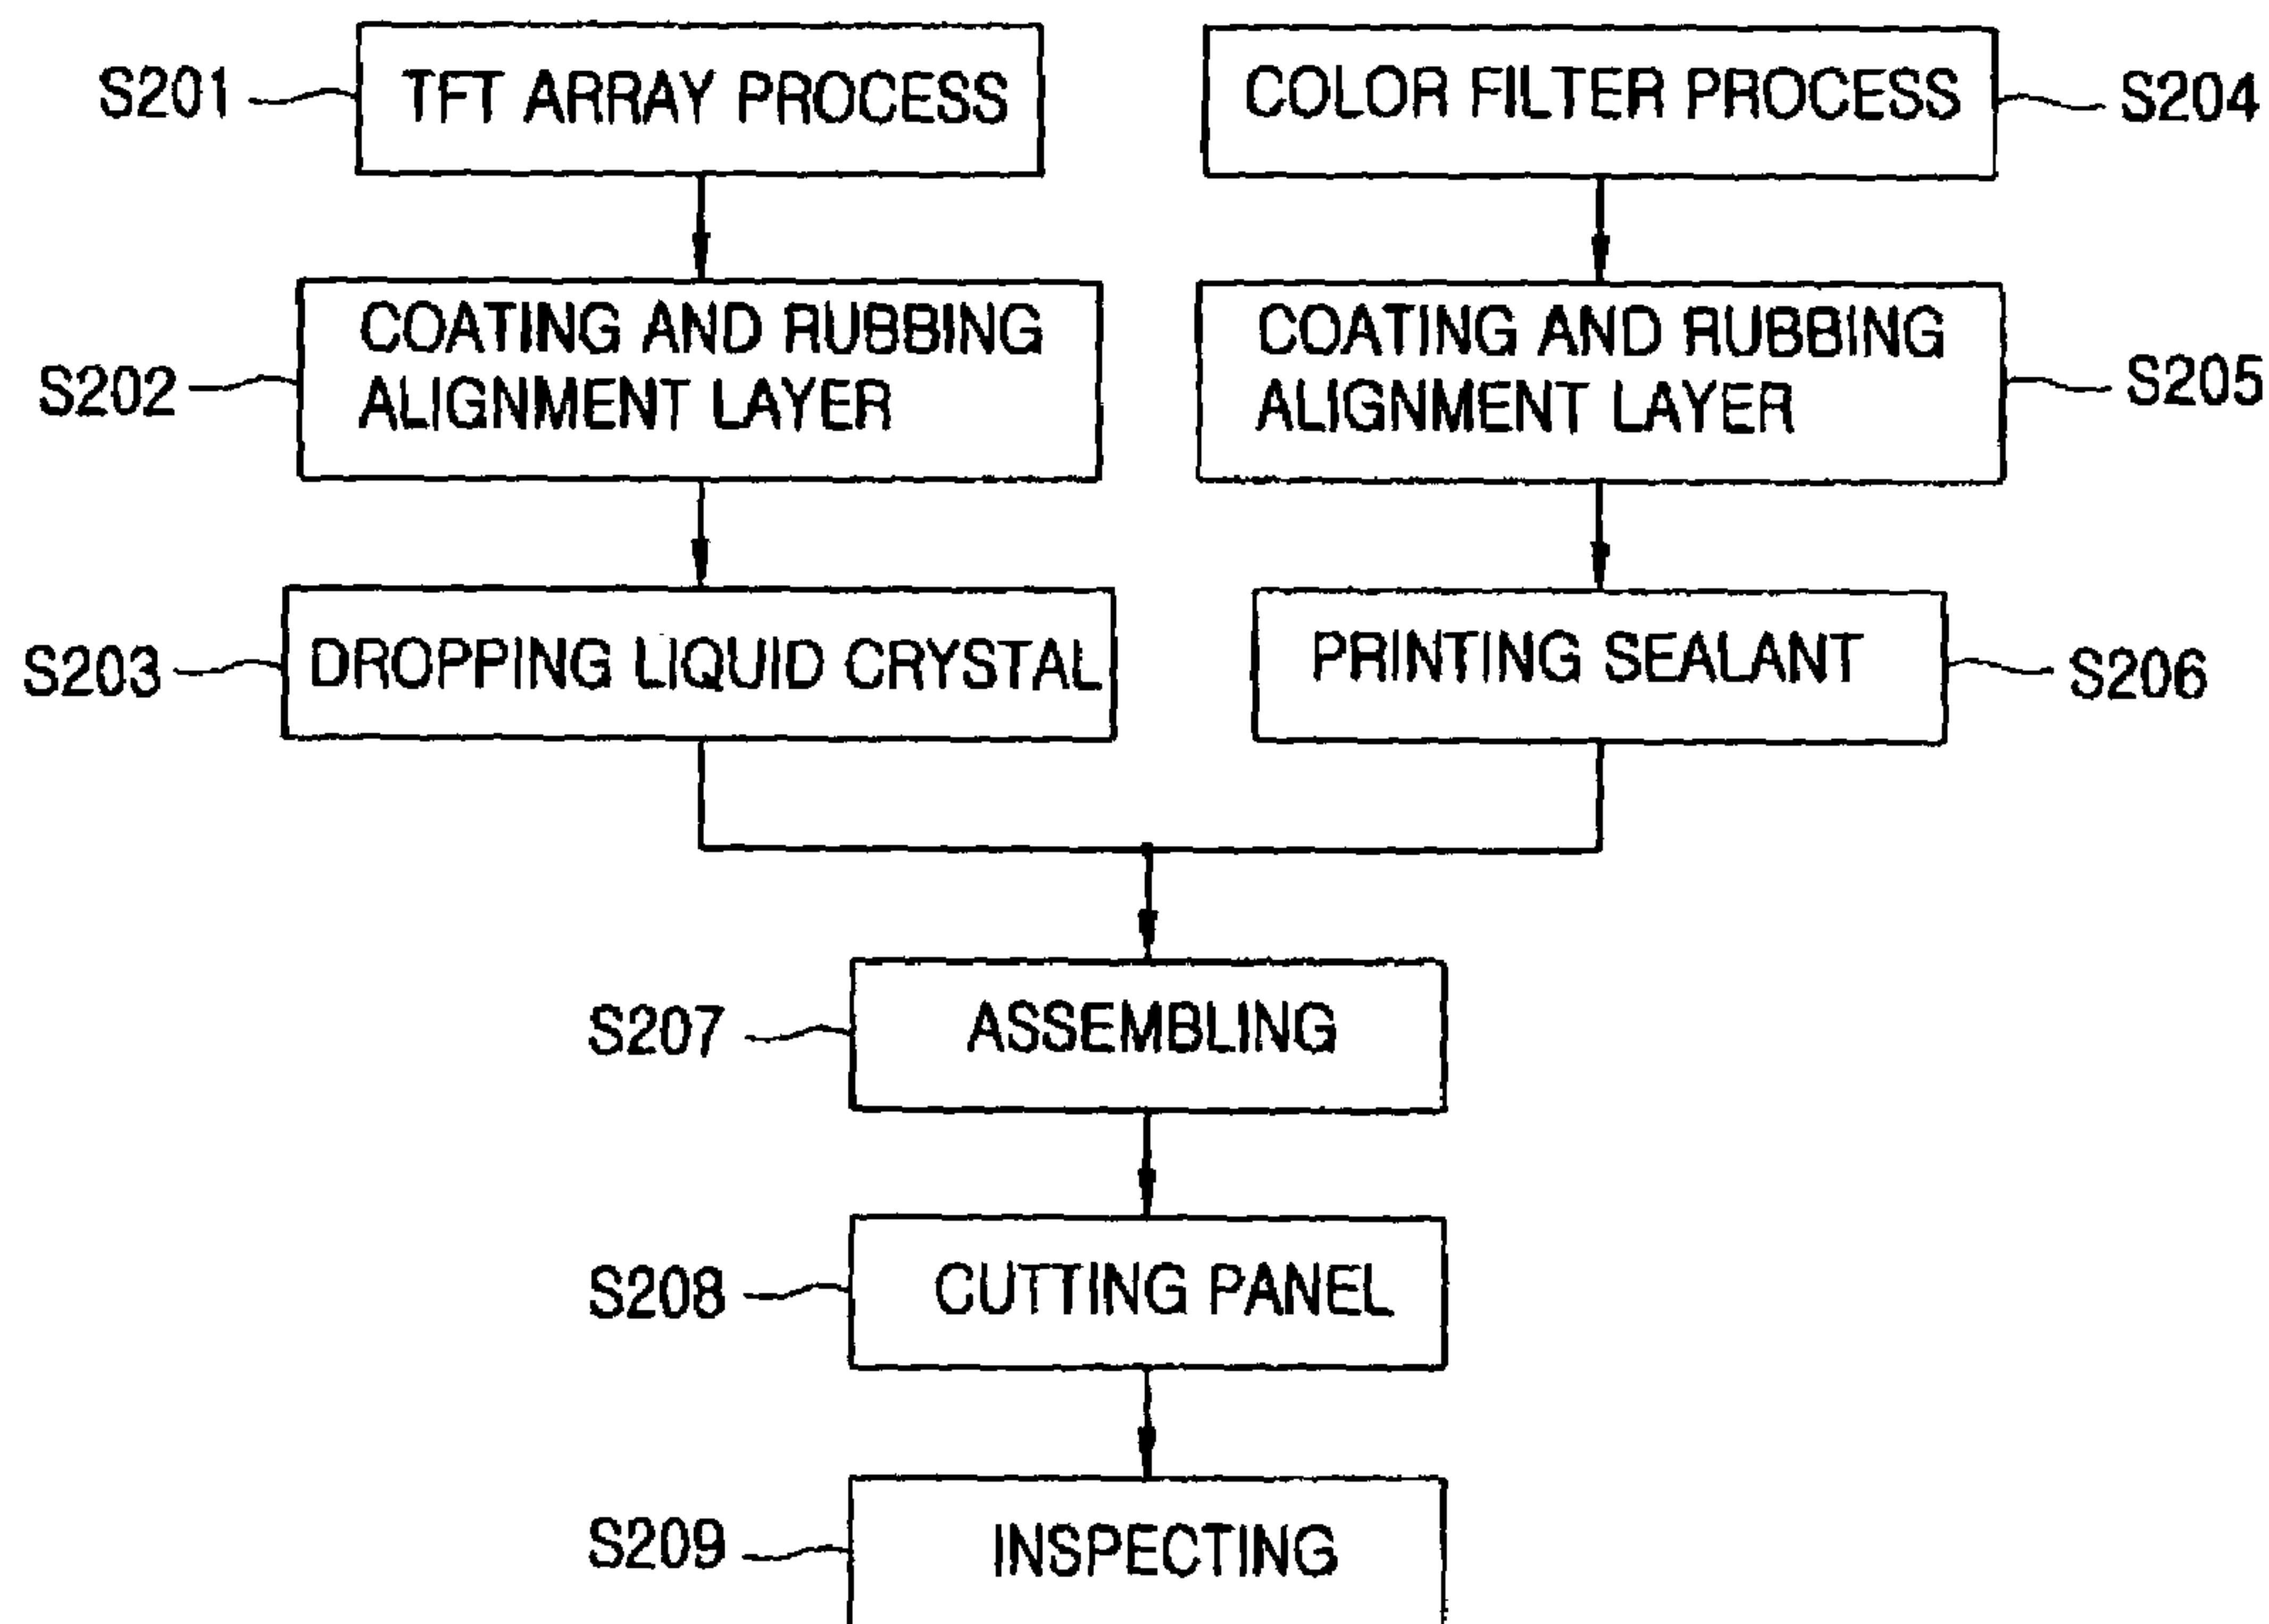 S201
TFT ARRAY PROCESS
COLOR FILTER PROCESS
S204
S202
COATING AND RUBBING
ALIGNMENT LAYER
COATING AND RUBBING
ALIGNMENT LAYER
S205
S203
DROPPING LIQUID CRYSTAL
PRINTING SEALANT
S206
S207
ASSEMBLING
S208
CUTTING PANEL
S209
INSPECTING